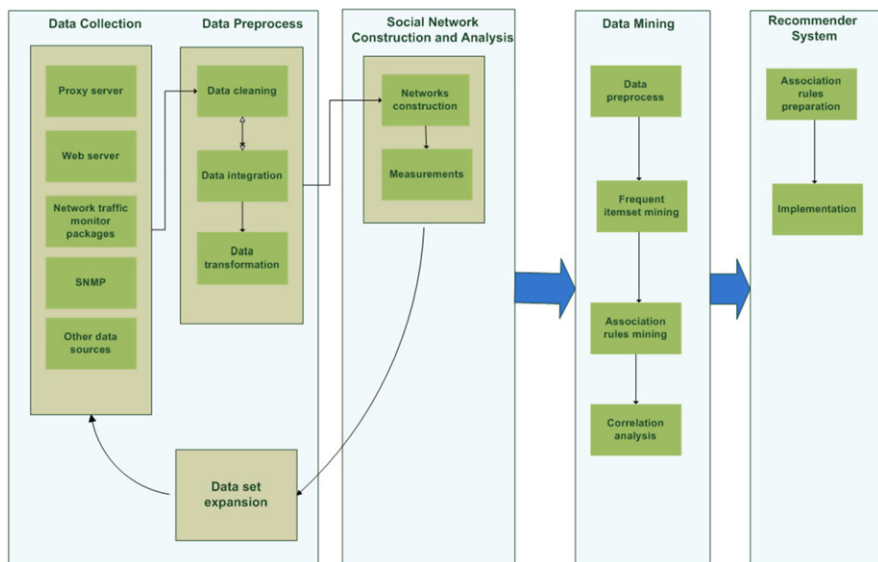 Data Collection
Proxy server
Web server
Network traffic
monitor
packages
SNMP
Other data
sources
Data Preprocess
Data cleaning
Data integration
Data
transformation
Data set
expansion
Social Network
Construction and Analysis
Networks
construction
Measurements
Data Mining
Data
preprocess
Frequent
itemset mining
Association
rules mining
Correlation
analysis
Recommender
System
Association
rules
preparation
Implementation